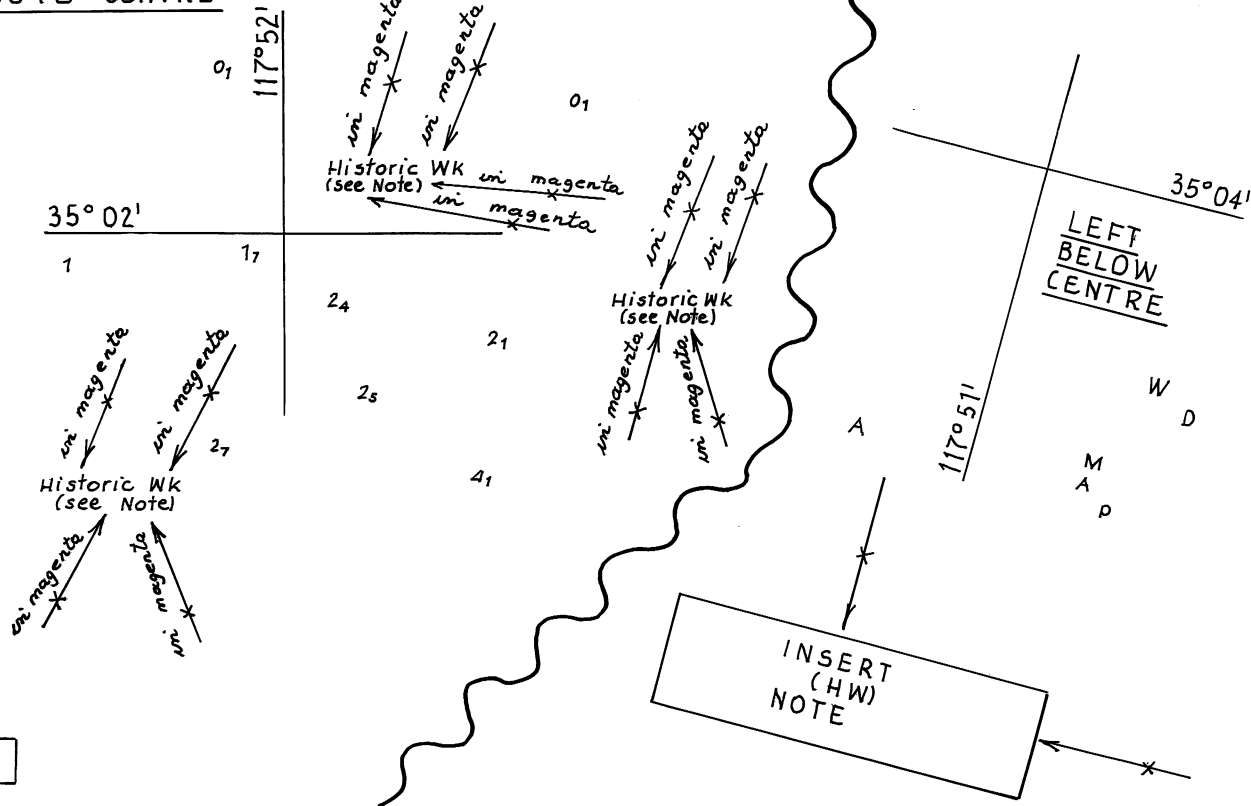 117°52'
0₁
in magenta
in magenta
0₁
Historic WK
(see Note)
in magenta
in magenta
35° 02'
1
1₇
2₄
2₁
2₅
2₇
4₁
in magenta
in magenta
Historic WK
(see Note)
in magenta
in magenta
in magenta
in magenta
Historic WK
(see Note)
in magenta
in magenta
35°04'
LEFT
BELOW
CENTRE
117°51'
W
D
A
M
A
P
INSERT
(HW)
NOTE